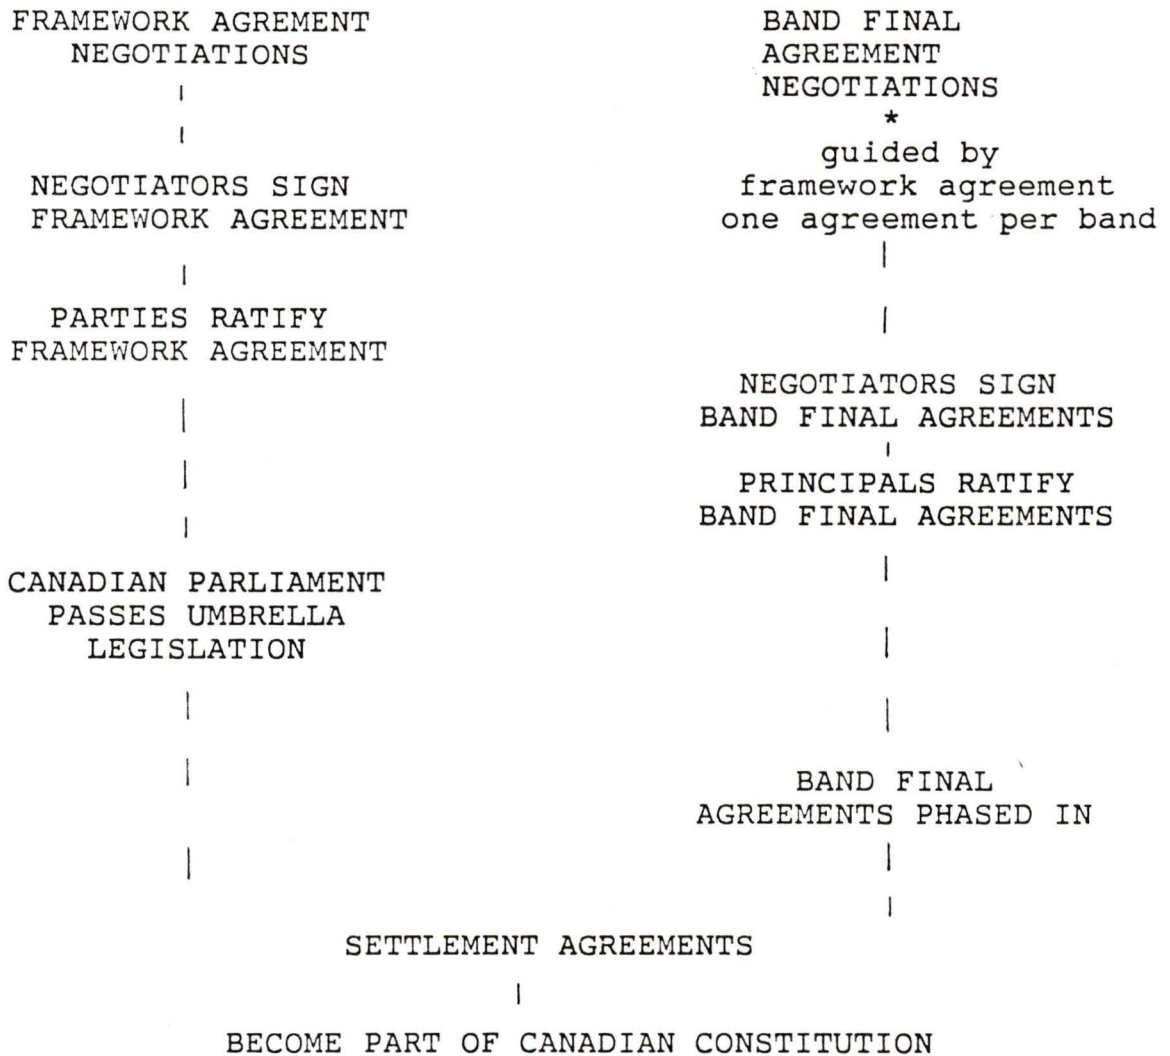 FRAMEWORK AGREMENT
NEGOTIATIONS
NEGOTIATORS SIGN
FRAMEWORK AGREEMENT
PARTIES RATIFY
FRAMEWORK AGREEMENT
CANADIAN PARLIAMENT
PASSES UMBRELLA
LEGISLATION
BAND FINAL
AGREEMENT
NEGOTIATIONS
*
guided by
framework agreement
one agreement per band
NEGOTIATORS SIGN
BAND FINAL AGREEMENTS
PRINCIPALS RATIFY
BAND FINAL AGREEMENTS
BAND FINAL
AGREEMENTS PHASED IN
SETTLEMENT AGREEMENTS
BECOME PART OF CANADIAN CONSTITUTION